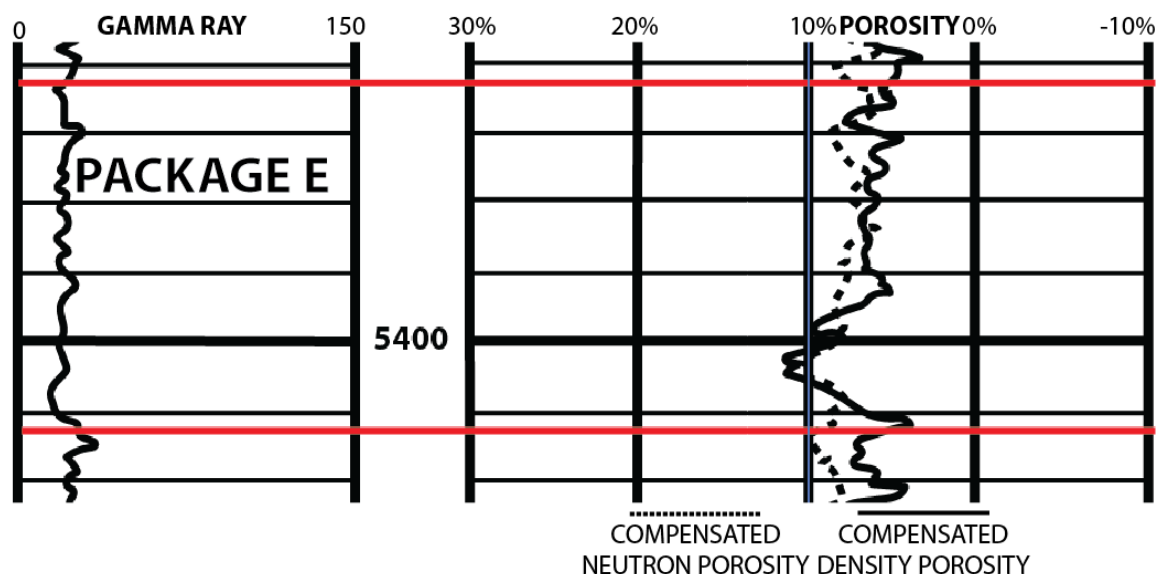 0 GAMMA RAY 150 30% 20% 10% POROSITY 0% -10%
PACKAGE E
5400
COMPENSATED NEUTRON POROSITY
COMPENSATED DENSITY POROSITY